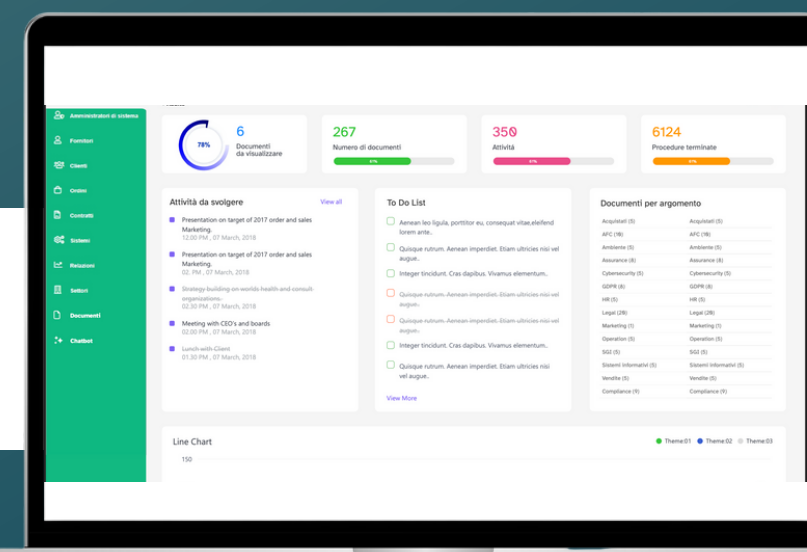 Amministratori di sistema
Fornitori
Clienti
Ordini
Contratti
Sistemi
Relazioni
Settori
Documenti
Chatbot
78%
6
Documenti
da visualizzare
267
Numero di documenti
350
Attività
6124
Procedure terminate
Attività da svolgere
View all
Presentation on target of 2017 order and sales
Marketing.
12.00 PM , 07 March, 2018
Presentation on target of 2017 order and sales
Marketing.
02. PM , 07 March, 2018
Strategy building on worlds health and consult
organizations.
02.30 PM , 07 March, 2018
Meeting with CEO's and boards
02.00 PM , 07 March, 2018
Lunch with Client
01.30 PM , 07 March, 2018
To Do List
Aenean leo ligula, porttitor eu, consequat vitae,eleifend
lorem ante..
Quisque rutrum. Aenean imperdiet. Etiam ultricies nisi vel
augue..
Integer tincidunt. Cras dapibus. Vivamus elementum..
Quisque rutrum. Aenean imperdiet. Etiam ultricies nisi vel
augue..
Quisque rutrum. Aenean imperdiet. Etiam ultricies nisi vel
augue..
Integer tincidunt. Cras dapibus. Vivamus elementum..
Quisque rutrum. Aenean imperdiet. Etiam ultricies nisi
vel augue..
View More
Documenti per argomento
Acquistati (5) Acquistati (5)
AFC (18) AFC (18)
Ambiente (5) Ambiente (5)
Assurance (8) Assurance (8)
Cybersecurity (5) Cybersecurity (5)
GDPR (8) GDPR (8)
HR (5) HR (5)
Legal (28) Legal (28)
Marketing (1) Marketing (1)
Operation (5) Operation (5)
SGI (5) SGI (5)
Sistemi Informativi (5) Sistemi Informativi (5)
Vendite (5) Vendite (5)
Compliance (9) Compliance (9)
Line Chart
Theme:01 Theme:02 Theme:03
150